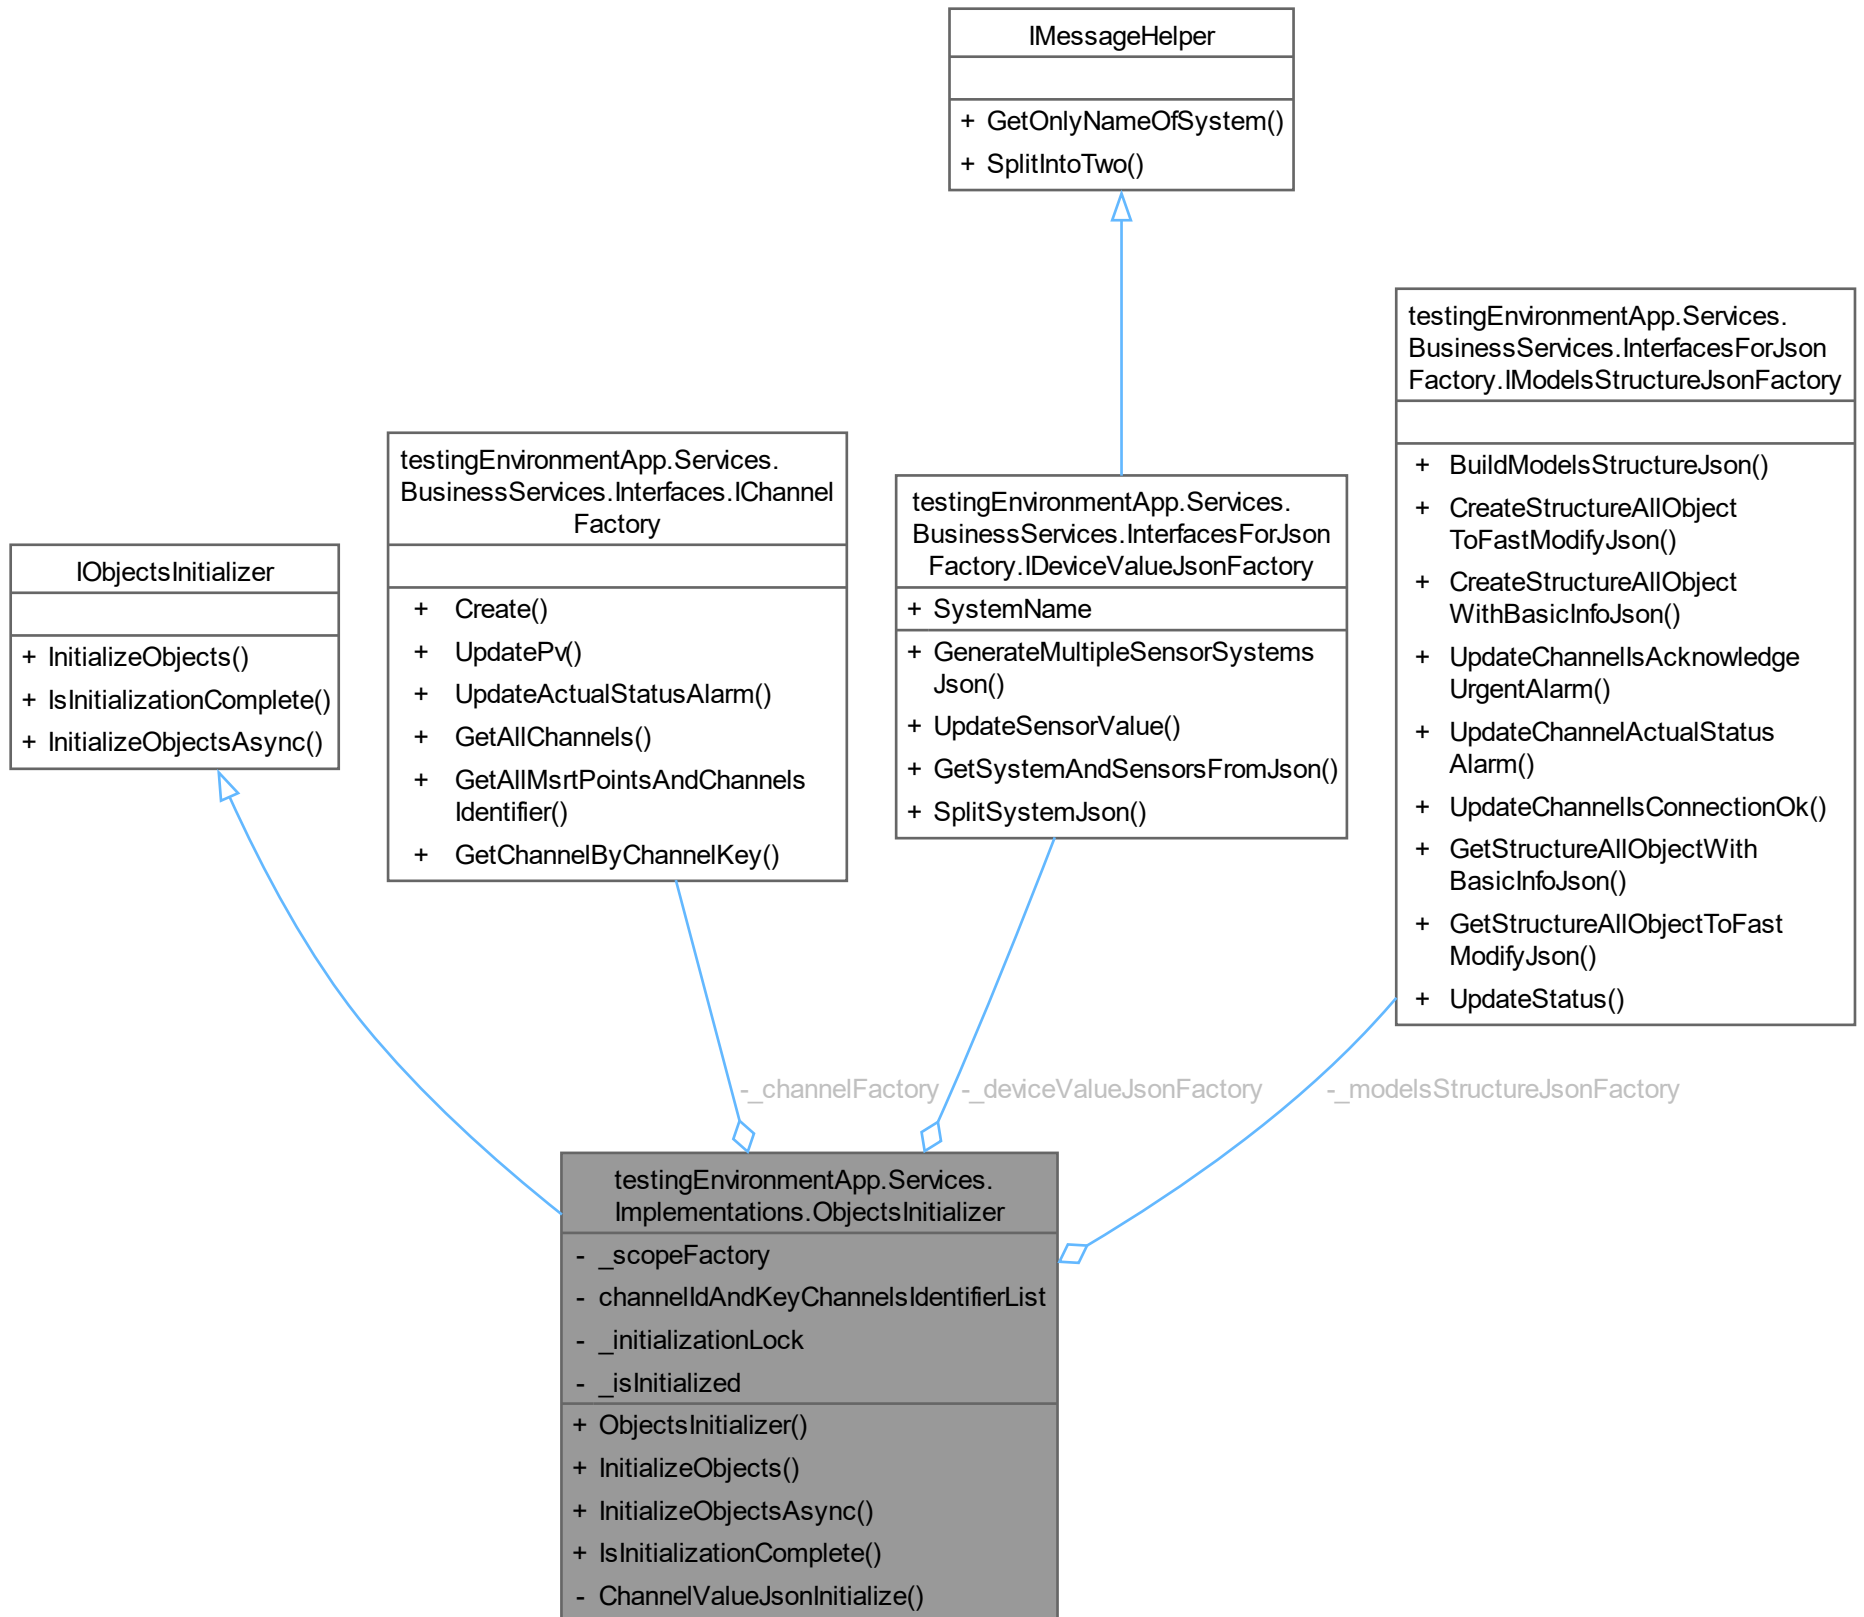 IMessageHelper
+ GetOnlyNameOfSystem()
+ SplitIntoTwo()
testingEnvironmentApp.Services.
BusinessServices.InterfacesForJson
Factory.IModelsStructureJsonFactory
+ BuildModelsStructureJson()
+ CreateStructureAllObject
ToFastModifyJson()
+ CreateStructureAllObject
WithBasicInfoJson()
+ UpdateChannelIsAcknowledge
UrgentAlarm()
+ UpdateChannelActualStatus
Alarm()
+ UpdateChannelIsConnectionOk()
+ GetStructureAllObjectWith
BasicInfoJson()
+ GetStructureAllObjectToFast
ModifyJson()
+ UpdateStatus()
testingEnvironmentApp.Services.
BusinessServices.Interfaces.IChannel
Factory
+ Create()
+ UpdatePv()
+ UpdateActualStatusAlarm()
+ GetAllChannels()
+ GetAllMsrtPointsAndChannels
Identifier()
+ GetChannelByChannelKey()
testingEnvironmentApp.Services.
BusinessServices.InterfacesForJson
Factory.IDeviceValueJsonFactory
+ SystemName
+ GenerateMultipleSensorSystems
Json()
+ UpdateSensorValue()
+ GetSystemAndSensorsFromJson()
+ SplitSystemJson()
IObjectsInitializer
+ InitializeObjects()
+ IsInitializationComplete()
+ InitializeObjectsAsync()
-_channelFactory
-_deviceValueJsonFactory
-_modelsStructureJsonFactory
testingEnvironmentApp.Services.
Implementations.ObjectsInitializer
- _scopeFactory
- channelIdAndKeyChannelsIdentifierList
- _initializationLock
- _isInitialized
+ ObjectsInitializer()
+ InitializeObjects()
+ InitializeObjectsAsync()
+ IsInitializationComplete()
- ChannelValueJsonInitialize()